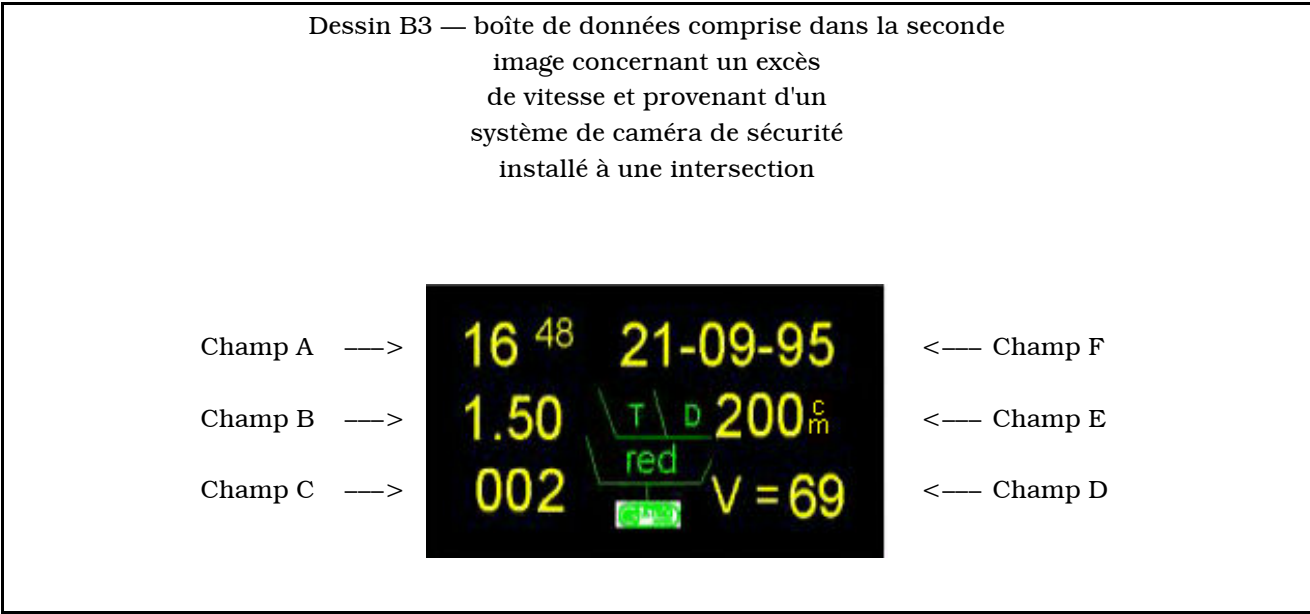 Dessin B3 — boîte de données comprise dans la seconde
image concernant un excès
de vitesse et provenant d'un
système de caméra de sécurité
installé à une intersection
Champ A –––> 16 48 21-09-95 <––– Champ F
Champ B –––> 1.50 T D 200 cm <––– Champ E
red
Champ C –––> 002 V = 69 <––– Champ D